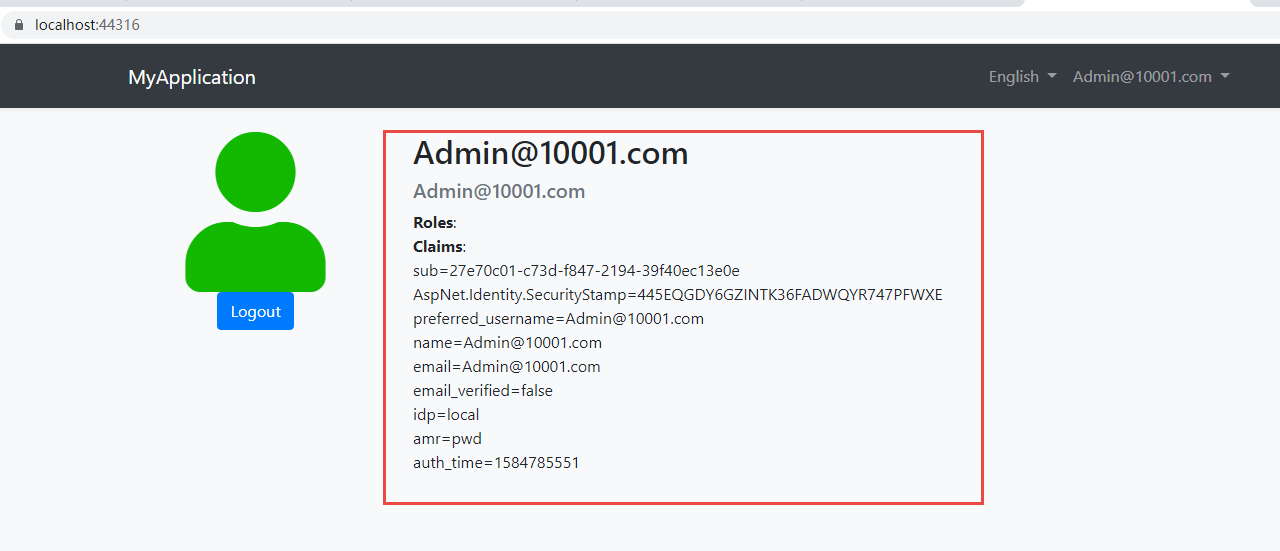 localhost:44316
MyApplication
English
Admin@10001.com
Admin@10001.com
Admin@10001.com
Roles:
Claims:
sub=27e70c01-c73d-f847-2194-39f40ec13e0e
AspNet.Identity.SecurityStamp=445EQGDY6GZINTK36FADWQYR747PFWXE
preferred_username=Admin@10001.com
name=Admin@10001.com
email=Admin@10001.com
email_verified=false
idp=local
amr=pwd
auth_time=1584785551
Logout